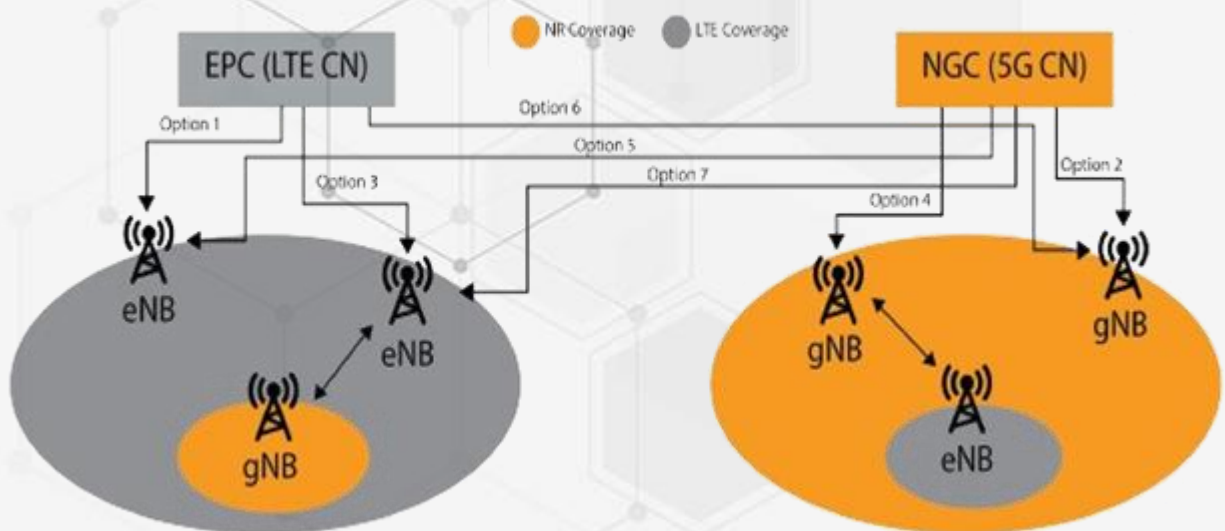 NR Coverage
LTE Coverage
EPC (LTE CN)
NGC (5G CN)
Option 1
Option 6
Option 5
Option 3
Option 7
Option 4
Option 2
eNB
eNB
gNB
gNB
gNB
eNB